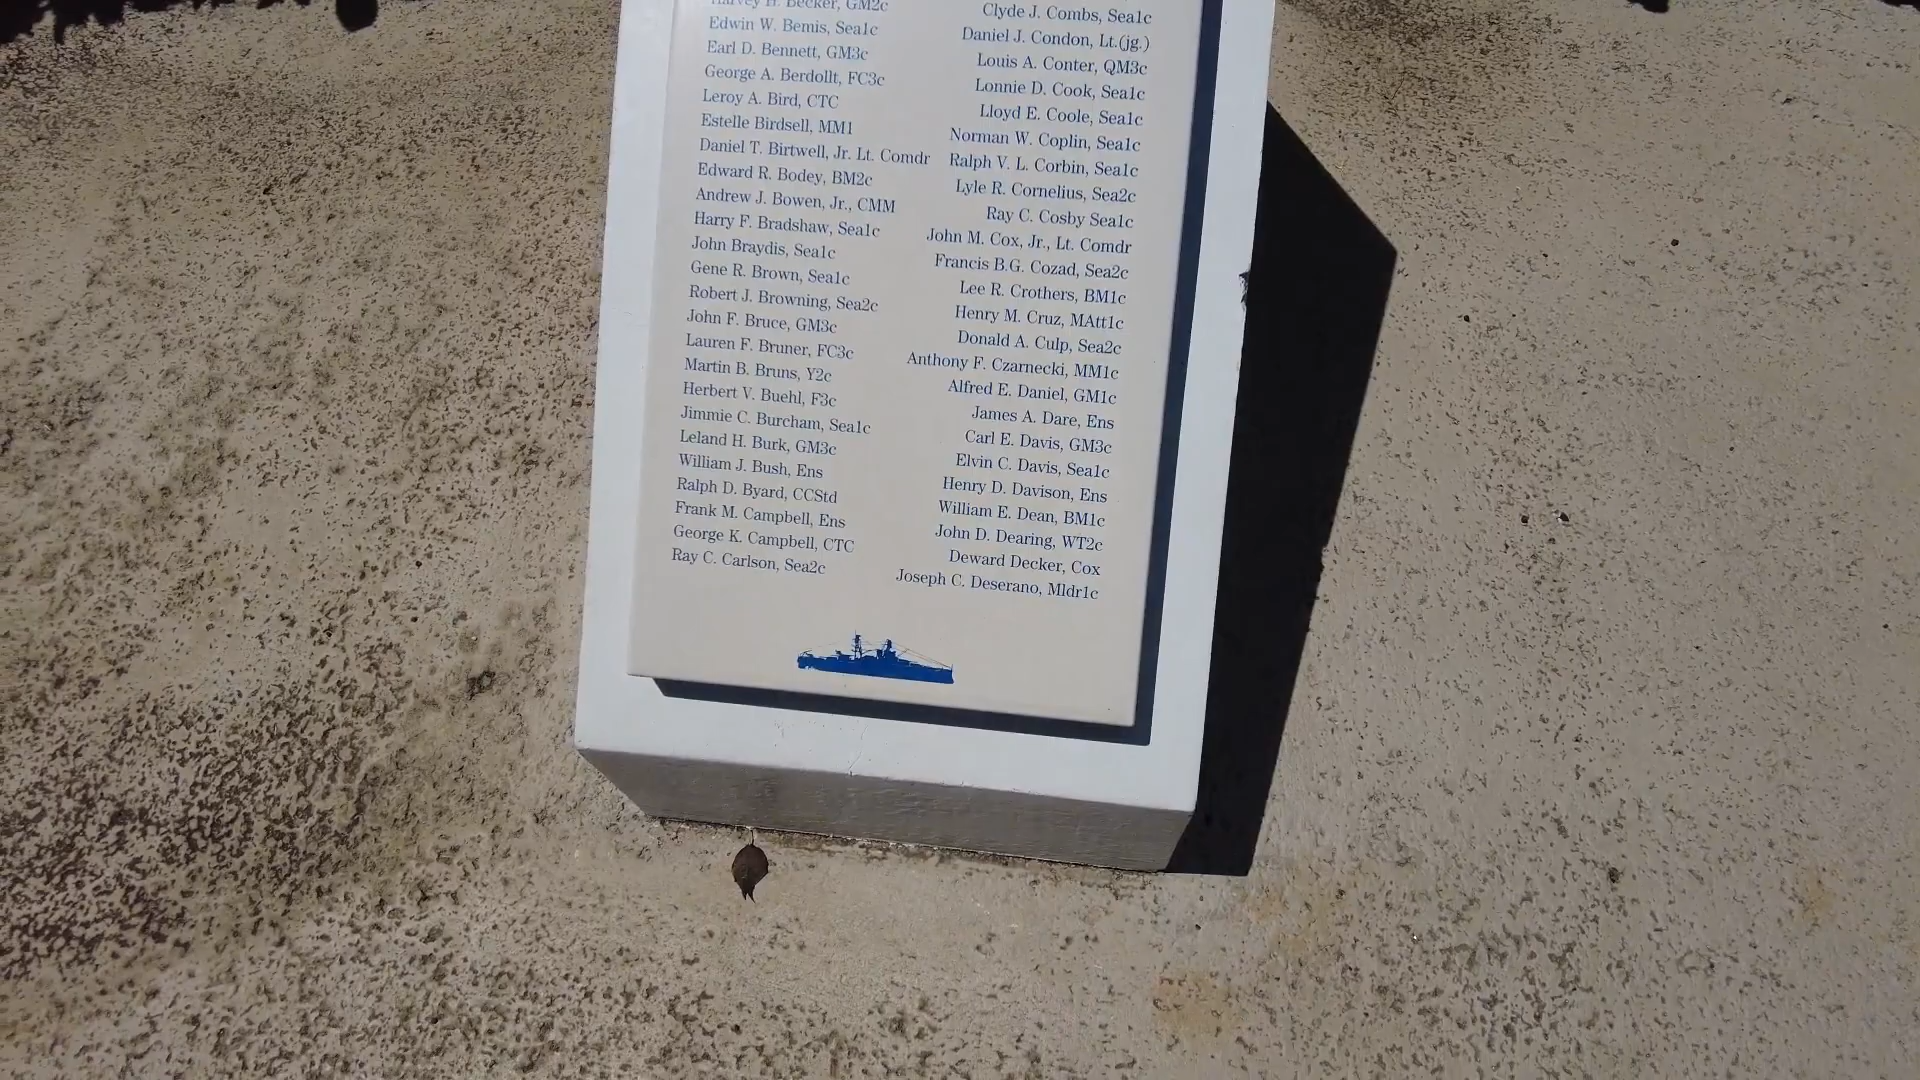 Harvey H. Becker, GM2c
Edwin W. Bemis, Sea1c
Earl D. Bennett, GM3c
George A. Berdollt, FC3c
Leroy A. Bird, CTC
Estelle Birdsell, MM1
Daniel T. Birtwell, Jr. Lt. Comdr
Edward R. Bodey, BM2c
Andrew J. Bowen, Jr., CMM
Harry F. Bradshaw, Sea1c
John Braydis, Sea1c
Gene R. Brown, Sea1c
Robert J. Browning, Sea2c
John F. Bruce, GM3c
Lauren F. Bruner, FC3c
Martin B. Bruns, Y2c
Herbert V. Buehl, F3c
Jimmie C. Burcham, Sea1c
Leland H. Burk, GM3c
William J. Bush, Ens
Ralph D. Byard, CCStd
Frank M. Campbell, Ens
George K. Campbell, CTC
Ray C. Carlson, Sea2c
Clyde J. Combs, Sea1c
Daniel J. Condon, Lt.(jg.)
Louis A. Conter, QM3c
Lonnie D. Cook, Sea1c
Lloyd E. Coole, Sea1c
Norman W. Coplin, Sea1c
Ralph V. L. Corbin, Sea1c
Lyle R. Cornelius, Sea2c
Ray C. Cosby Sea1c
John M. Cox, Jr., Lt. Comdr
Francis B.G. Cozad, Sea2c
Lee R. Crothers, BM1c
Henry M. Cruz, MAtt1c
Donald A. Culp, Sea2c
Anthony F. Czarnecki, MM1c
Alfred E. Daniel, GM1c
James A. Dare, Ens
Carl E. Davis, GM3c
Elvin C. Davis, Sea1c
Henry D. Davison, Ens
William E. Dean, BM1c
John D. Dearing, WT2c
Deward Decker, Cox
Joseph C. Deserano, Mldr1c